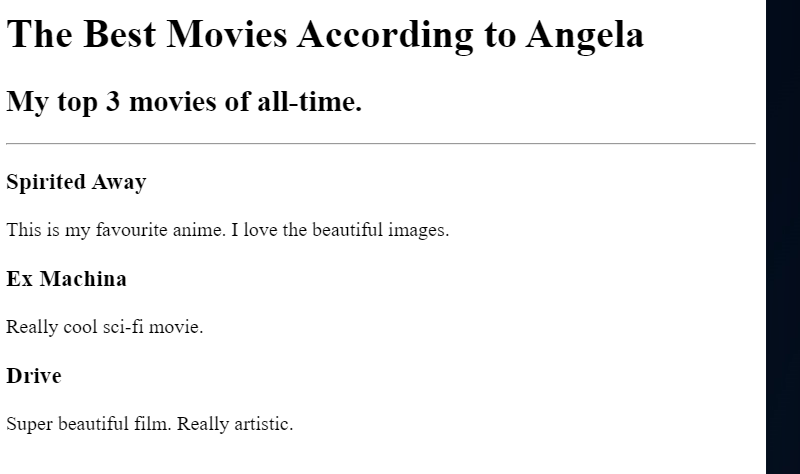 The Best Movies According to Angela
My top 3 movies of all-time.
Spirited Away
This is my favourite anime. I love the beautiful images.
Ex Machina
Really cool sci-fi movie.
Drive
Super beautiful film. Really artistic.